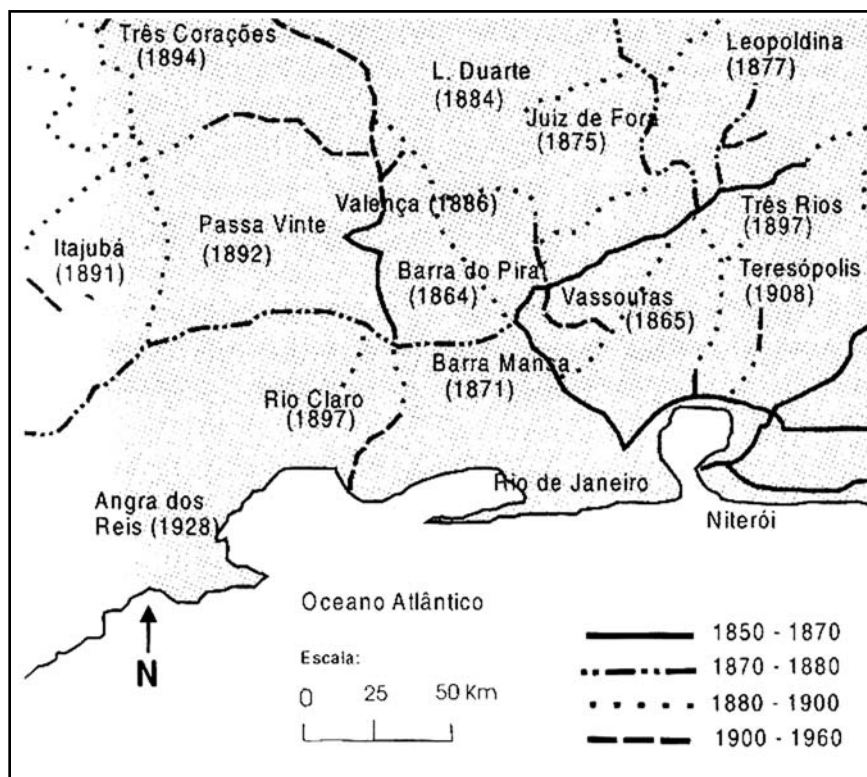 Três Corações
(1894)
L. Duarte
(1884)
Leopoldina
(1877)
Juiz de Fora
(1875)
Valença (1886)
Passa Vinte
(1892)
Itajubá
(1891)
Barra do Piraí
(1864)
Três Rios
(1897)
Teresópolis
(1908)
Vassouras
(1865)
Barra Mansa
(1871)
Rio Claro
(1897)
Angra dos
Reis (1928)
Rio de Janeiro
Niterói
Oceano Atlântico
N
Escala:
0 25 50 Km
1850 - 1870
1870 - 1880
1880 - 1900
1900 - 1960